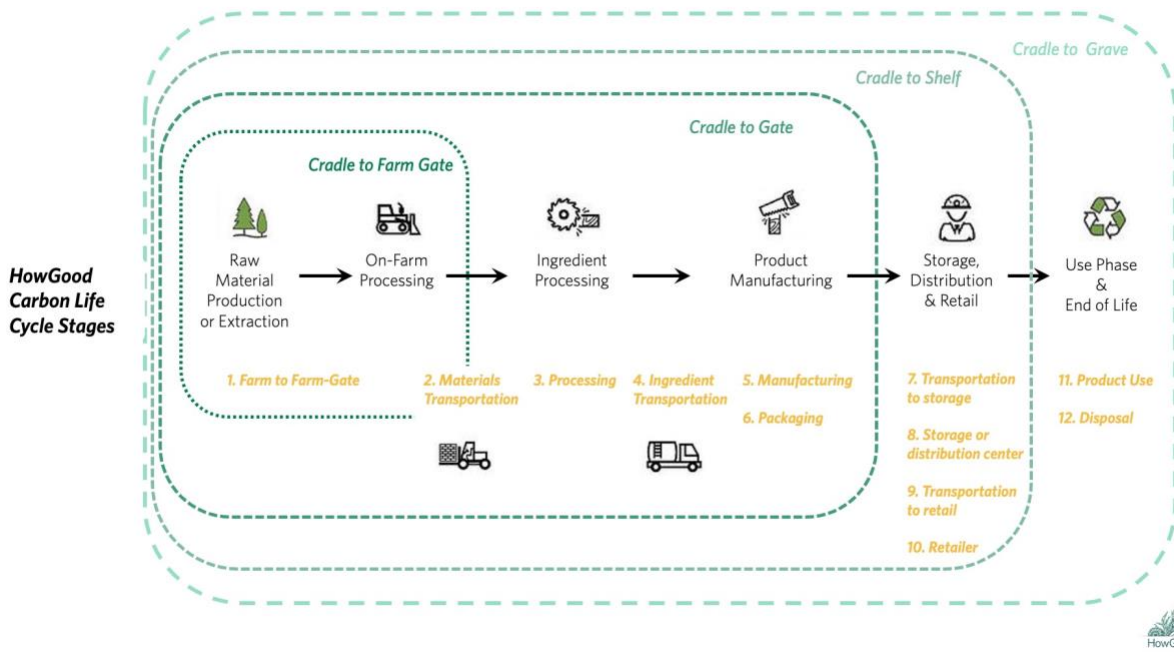 Cradle to Grave
Cradle to Shelf
Cradle to Gate
Cradle to Farm Gate
HowGood
Carbon Life
Cycle Stages
Raw
Material
Production
or Extraction
On-Farm
Processing
Ingredient
Processing
Product
Manufacturing
Storage,
Distribution
& Retail
Use Phase
&
End of Life
1. Farm to Farm-Gate
2. Materials
Transportation
3. Processing
4. Ingredient
Transportation
5. Manufacturing
6. Packaging
7. Transportation
to storage
8. Storage or
distribution center
9. Transportation
to retail
10. Retailer
11. Product Use
12. Disposal